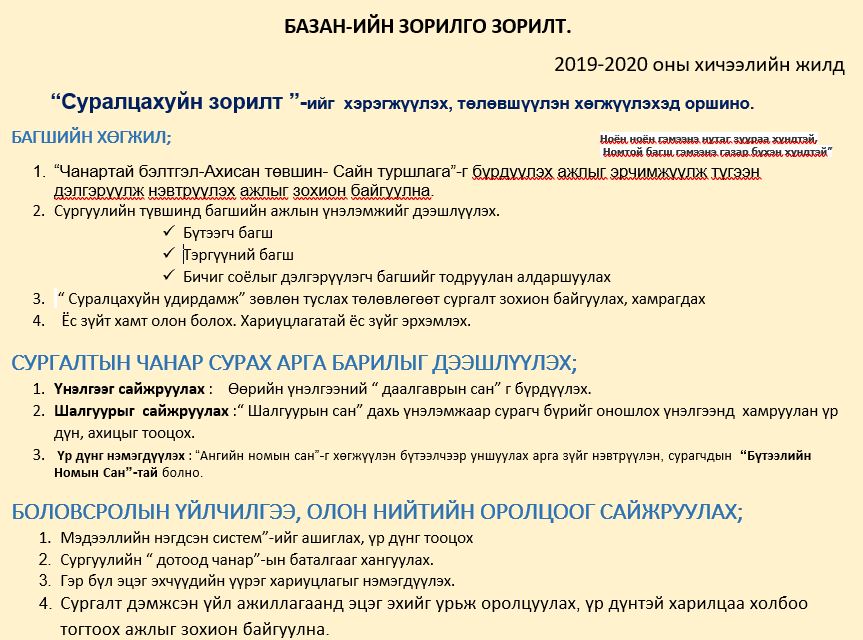 БАЗАН-ИЙН ЗОРИЛГО ЗОРИЛТ.
2019-2020 оны хичээлийн жилд
“Суралцахуйн зорилт ”-ийг хэрэгжүүлэх, төлөвшүүлэн хөгжүүлэхэд оршино.
БАГШИЙН ХӨГЖИЛ;
Ноён ноён гэмээнэ нутаг зуураа хүндтэй,
Номтой багш гэмээнэ газар бүхэн хүндтэй”
1. “Чанартай бэлтгэл-Ахисан төвшин- Сайн туршлага”-г бүрдүүлэх ажлыг эрчимжүүлж түгээн
дэлгэрүүлж нэвтрүүлэх ажлыг зохион байгуулна.
2. Сургуулийн түвшинд багшийн ажлын үнэлэмжийг дээшлүүлэх.
✓ Бүтээгч багш
✓ Тэргүүний багш
✓ Бичиг соёлыг дэлгэрүүлэгч багшийг тодруулан алдаршуулах
3. “ Суралцахуйн удирдамж” зөвлөн туслах төлөвлөгөөт сургалт зохион байгуулах, хамрагдах
4. Ёс зүйт хамт олон болох. Хариуцлагатай ёс зүйг эрхэмлэх.
СУРГАЛТЫН ЧАНАР СУРАХ АРГА БАРИЛЫГ ДЭЭШЛҮҮЛЭХ;
1. Үнэлгээг сайжруулах : Өөрийн үнэлгээний “ даалгаврын сан” г бүрдүүлэх.
2. Шалгуурыг сайжруулах :“ Шалгуурын сан” дахь үнэлэмжаар сурагч бүрийг оношлох үнэлгээнд хамруулан үр
дүн, ахицыг тооцох.
3. Үр дүнг нэмэгдүүлэх : “Ангийн номын сан”-г хөгжүүлэн бүтээлчээр уншуулах арга зүйг нэвтрүүлэн, сурагчдын “Бүтээлийн
Номын Сан”-тай болно.
БОЛОВСРОЛЫН ҮЙЛЧИЛГЭЭ, ОЛОН НИЙТИЙН ОРОЛЦООГ САЙЖРУУЛАХ;
1. Мэдээллийн нэгдсэн систем”-ийг ашиглах, үр дүнг тооцох
2. Сургуулийн “ дотоод чанар”-ын баталгааг хангуулах.
3. Гэр бүл эцэг эхчүүдийн үүрэг хариуцлагыг нэмэгдүүлэх.
4. Сургалт дэмжсэн үйл ажиллагаанд эцэг эхийг урьж оролцуулах, үр дүнтэй харилцаа холбоо
тогтоох ажлыг зохион байгуулна.